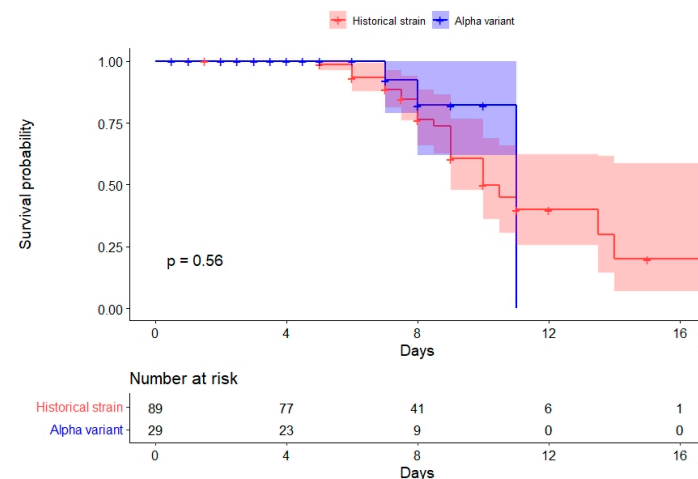 Historical strain Alpha variant
1.00
0.75
0.50
0.25
0.00
Survival probability
p = 0.56
0 4 8 12 16
Days
Number at risk
Historical strain 89 77 41 6 1
Alpha variant 29 23 9 0 0
0 4 8 12 16
Days